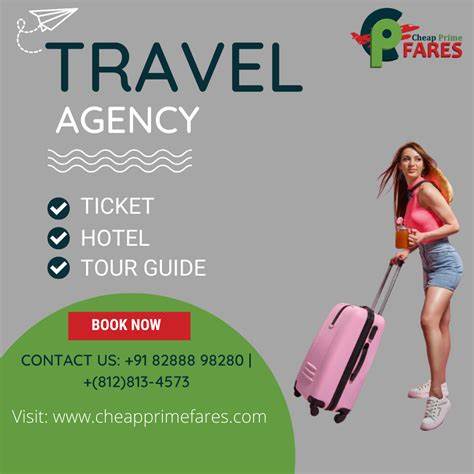 Cheap Prime
FARES
TRAVEL
AGENCY
TICKET
HOTEL
TOUR GUIDE
BOOK NOW
CONTACT US: +91 82888 98280 |
+(812)813-4573
Visit: www.cheapprimefares.com